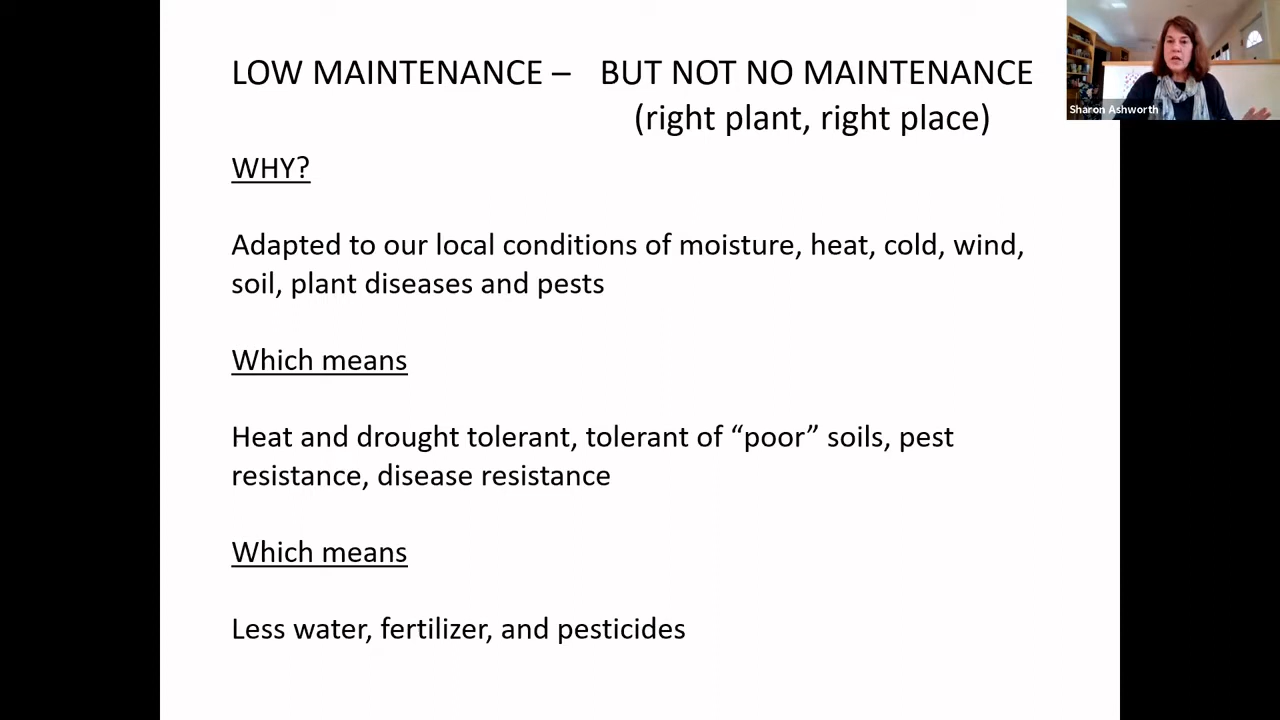 LOW MAINTENANCE – BUT NOT NO MAINTENANCE
(right plant, right place)
WHY?
Adapted to our local conditions of moisture, heat, cold, wind,
soil, plant diseases and pests
Which means
Heat and drought tolerant, tolerant of “poor” soils, pest
resistance, disease resistance
Which means
Less water, fertilizer, and pesticides
Sharon Ashworth